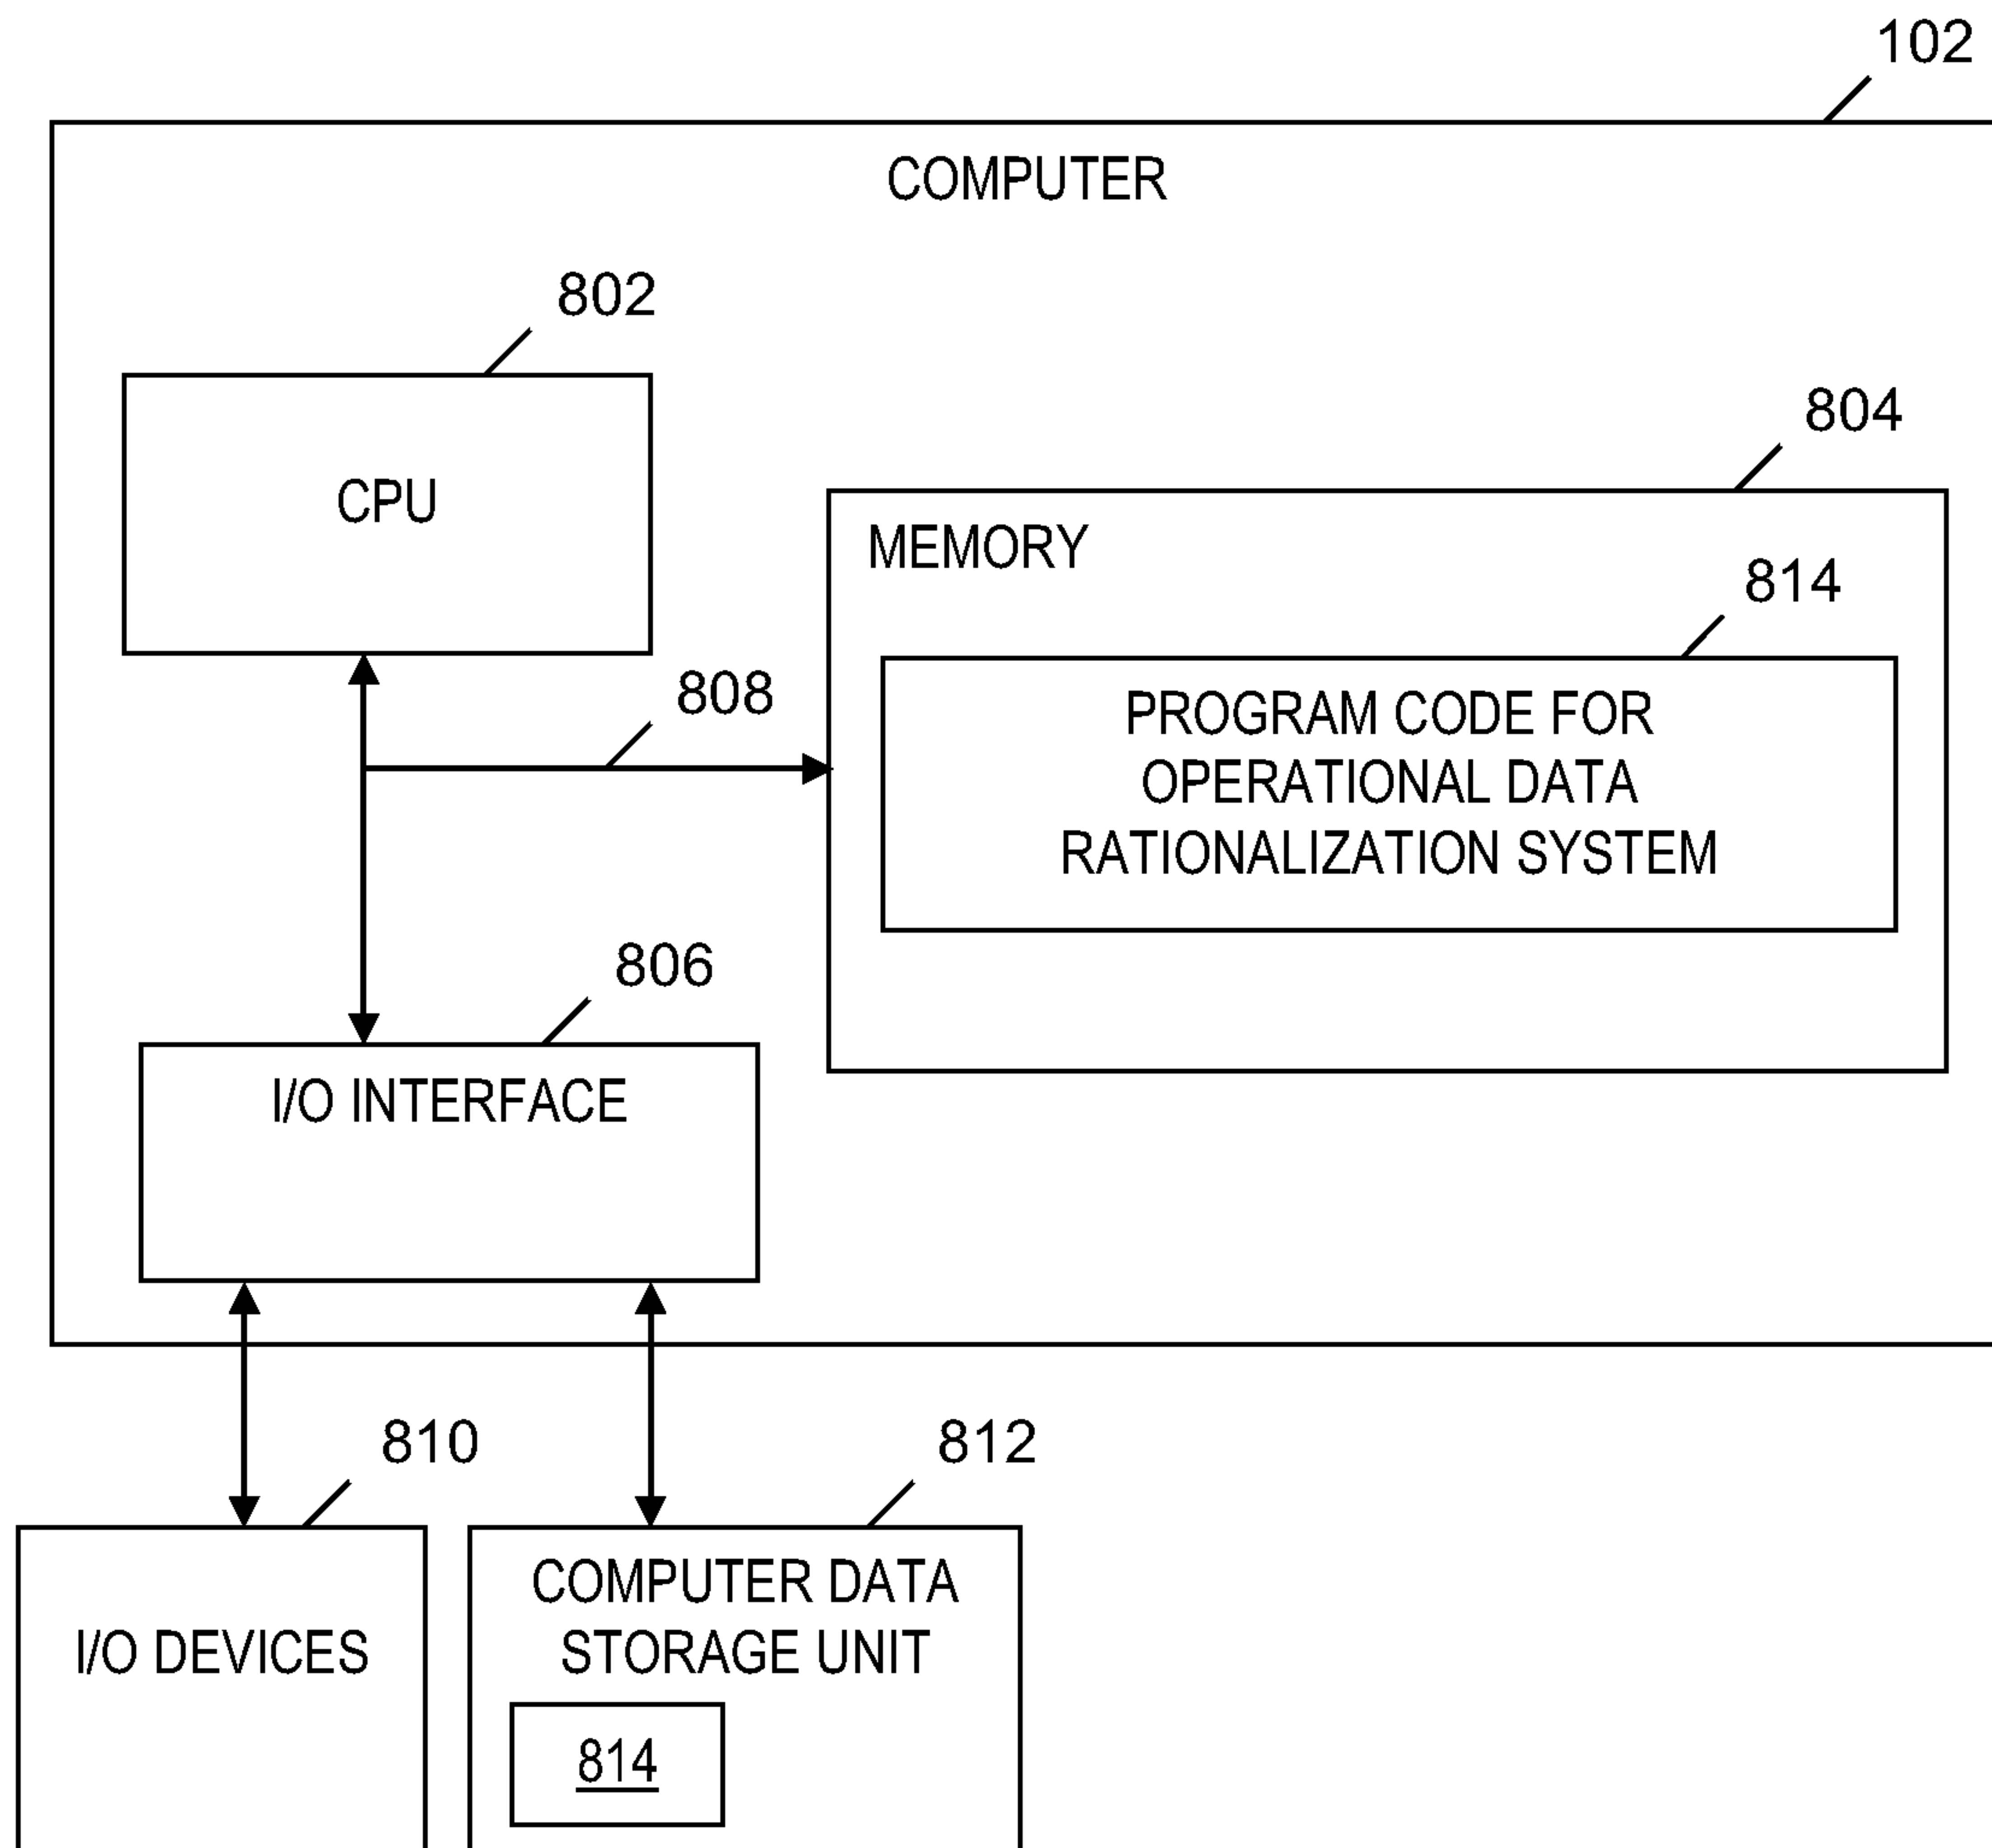 102
COMPUTER
802
804
CPU
MEMORY
814
808
PROGRAM CODE FOR
OPERATIONAL DATA
RATIONALIZATION SYSTEM
806
I/O INTERFACE
810
812
I/O DEVICES
COMPUTER DATA
STORAGE UNIT
814